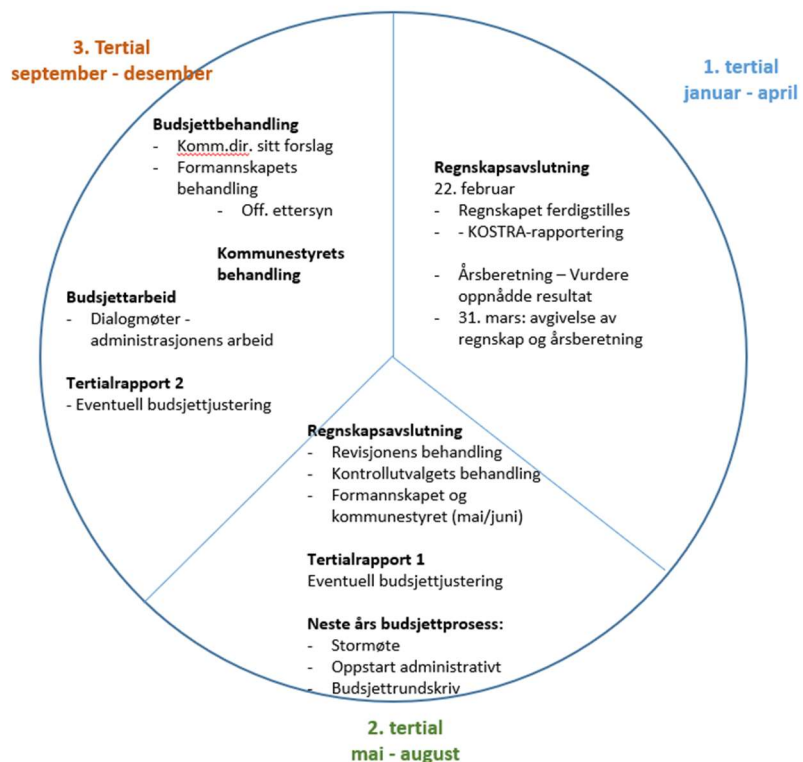 3. Tertial
september - desember
1. tertial
januar - april
Budsjettbehandling
- Komm.dir. sitt forslag
- Formannskapets
behandling
- Off. ettersyn
Kommunestyrets
behandling
Budsjettarbeid
- Dialogmøter -
administrasjonens arbeid
Tertialrapport 2
- Eventuell budsjettjustering
Regnskapsavslutning
22. februar
- Regnskapet ferdigstilles
- - KOSTRA-rapportering
- Årsberetning – Vurdere
oppnådde resultat
- 31. mars: avgivelse av
regnskap og årsberetning
Regnskapsavslutning
- Revisjonens behandling
- Kontrollutvalgets behandling
- Formannskapet og
kommunestyret (mai/juni)
Tertialrapport 1
Eventuell budsjettjustering
Neste års budsjettprosess:
- Stormøte
- Oppstart administrativt
- Budsjettrundskriv
2. tertial
mai - august